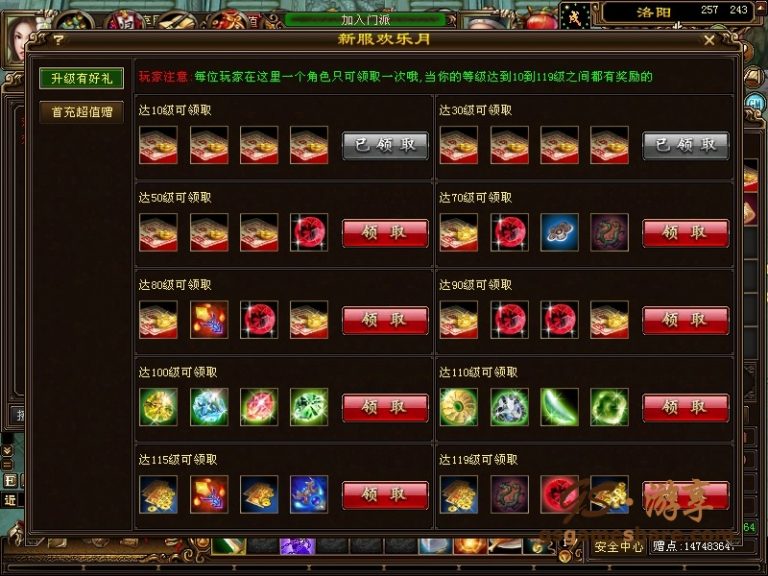 加入门派
洛阳 257 243
? 新服欢乐月
升级有好礼
首充超值赠
玩家注意:每位玩家在这里一个角色只可领取一次哦,当你的等级达到10到119级之间都有奖励的
达10级可领取
已领取
达30级可领取
已领取
达50级可领取
领取
达70级可领取
领取
达80级可领取
领取
达90级可领取
领取
达100级可领取
领取
达110级可领取
领取
达115级可领取
领取
达119级可领取
近
游享
安全中心 赠点:14748364
64